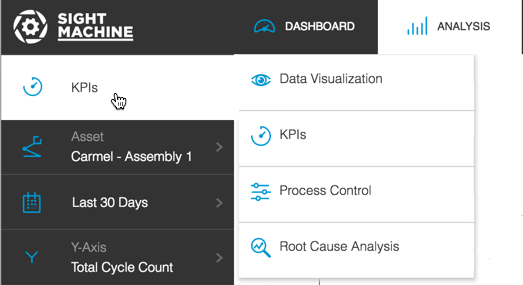 SIGHT
MACHINE
DASHBOARD
ANALYSIS
KPIs
Asset
Carmel - Assembly 1
Last 30 Days
Y-Axis
Total Cycle Count
Data Visualization
KPIs
Process Control
Root Cause Analysis